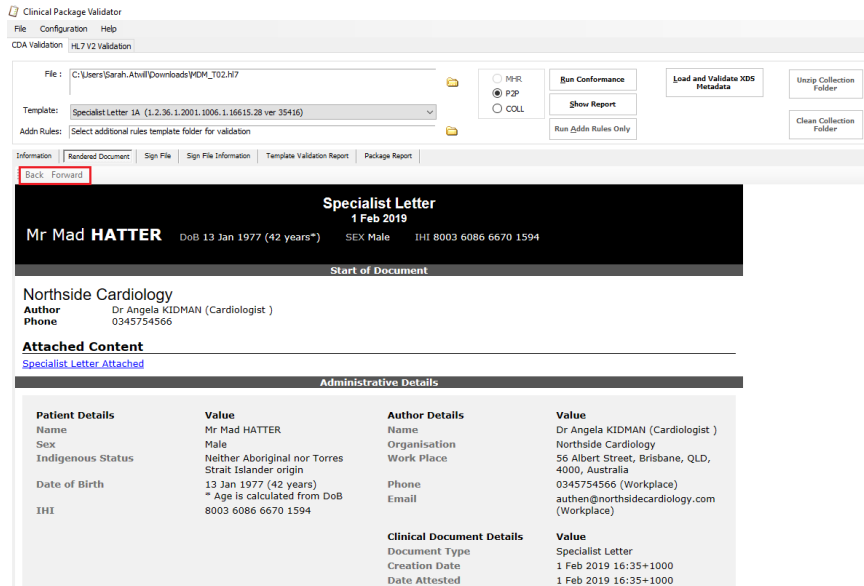 Clinical Package Validator
File Configuration Help
CDA Validation HL7 V2 Validation
File : C:\Users\Sarah.Atwill\Downloads\MDM_T02.hl7
MHR
P2P
COLL
Run Conformance
Show Report
Run Addn Rules Only
Load and Validate XDS
Metadata
Unzip Collection
Folder
Clean Collection
Folder
Template: Specialist Letter 1A (1.2.36.1.2001.1006.1.16615.28 ver 35416)
Addn Rules: Select additional rules template folder for validation
Information Rendered Document Sign File Sign File Information Template Validation Report Package Report
Back Forward
Specialist Letter
1 Feb 2019
Mr Mad HATTER DoB 13 Jan 1977 (42 years*) SEX Male IHI 8003 6086 6670 1594
Start of Document
Northside Cardiology
Author Dr Angela KIDMAN (Cardiologist )
Phone 0345754566
Attached Content
Specialist Letter Attached
Administrative Details
Patient Details Value
Name Mr Mad HATTER
Sex Male
Indigenous Status Neither Aboriginal nor Torres
Strait Islander origin
Date of Birth 13 Jan 1977 (42 years)
* Age is calculated from DoB
IHI 8003 6086 6670 1594
Author Details Value
Name Dr Angela KIDMAN (Cardiologist )
Organisation Northside Cardiology
Work Place 56 Albert Street, Brisbane, QLD,
4000, Australia
Phone 0345754566 (Workplace)
Email authen@northsidecardiology.com
(Workplace)
Clinical Document Details Value
Document Type Specialist Letter
Creation Date 1 Feb 2019 16:35+1000
Date Attested 1 Feb 2019 16:35+1000